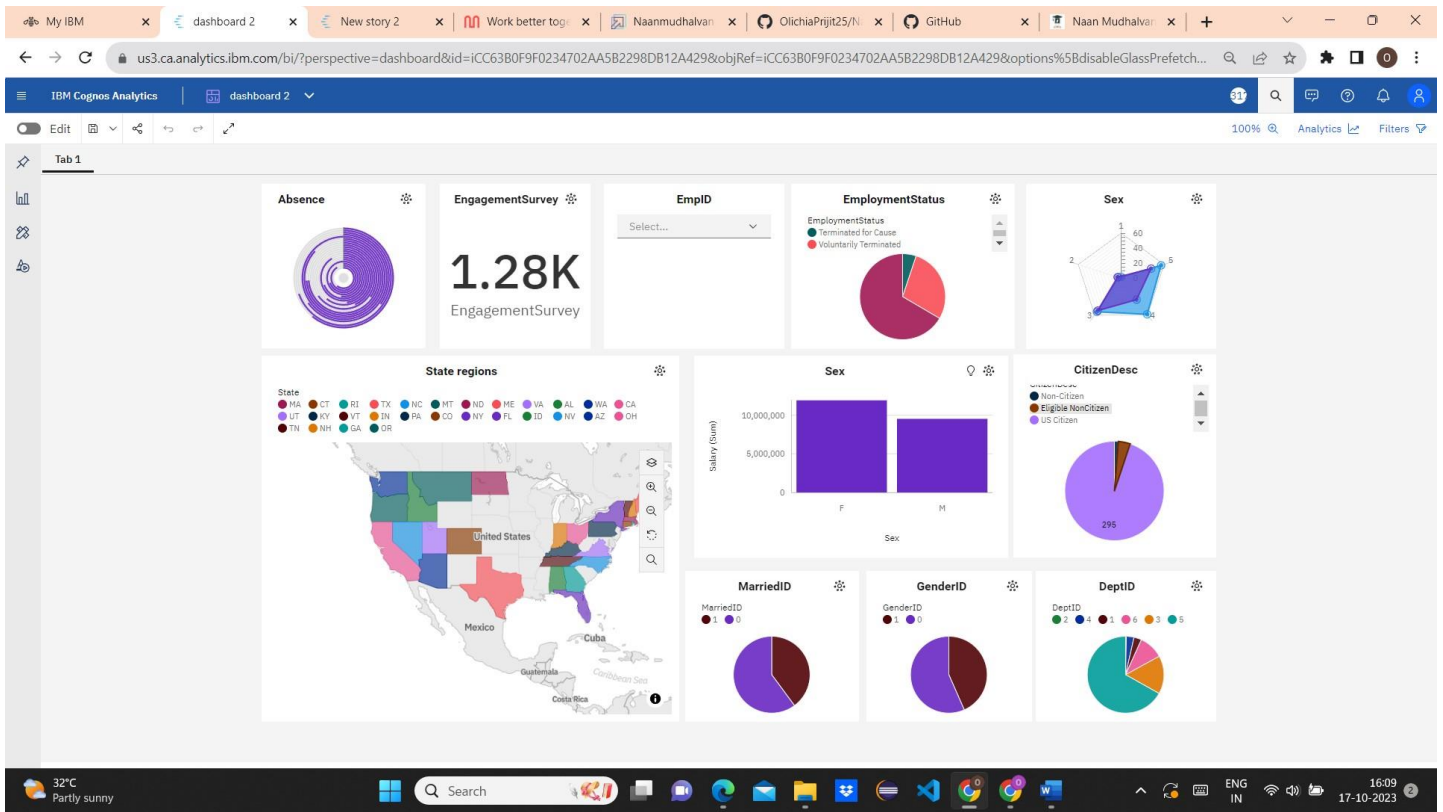 My IBM
dashboard 2
New story 2
Work better toge
Naanmudhalvan
OlichiaPrijit25/N
GitHub
Naan Mudhalvan
us3.ca.analytics.ibm.com/bi/?perspective=dashboard&id=iCC63B0F9F0234702AA5B2298DB12A429&objRef=iCC63B0F9F0234702AA5B2298DB12A429&options%5BdisableGlassPrefetch...
O
IBM Cognos Analytics
dashboard 2
Edit
100%
Analytics
Filters
Tab 1
Absence
EngagementSurvey
1.28K
EngagementSurvey
EmpID
Select...
EmploymentStatus
EmploymentStatus
Terminated for Cause
Voluntarily Terminated
Sex
1
60
40
20
2
5
3
4
State regions
State
MA CT RI TX NC MT ND ME VA AL WA CA
UT KY VT IN PA CO NY FL ID NV AZ OH
TN NH GA OR
United States
Mexico
Cuba
Guatemala
Caribbean Sea
Costa Rica
Sex
Salary (Sum)
10,000,000
5,000,000
0
F M
Sex
CitizenDesc
CitizenDesc
Non-Citizen
Eligible NonCitizen
US Citizen
295
MarriedID
MarriedID
1 0
GenderID
GenderID
1 0
DeptID
DeptID
2 4 1 6 3 5
32°C
Partly sunny
Search
ENG
IN
16:09
17-10-2023
2